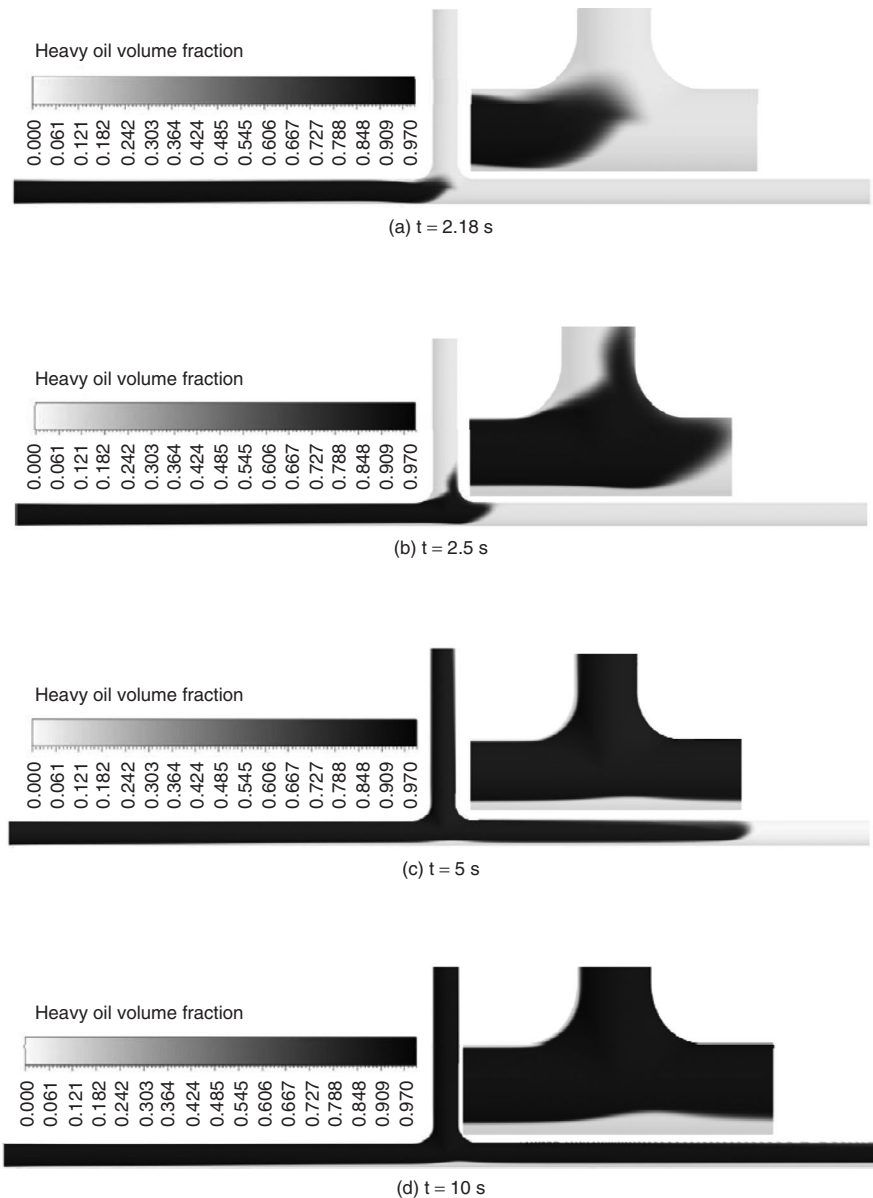 Heavy oil volume fraction
0.000 0.061 0.121 0.182 0.242 0.303 0.364 0.424 0.485 0.545 0.606 0.667 0.727 0.788 0.848 0.909 0.970
(a) t = 2.18 s
Heavy oil volume fraction
0.000 0.061 0.121 0.182 0.242 0.303 0.364 0.424 0.485 0.545 0.606 0.667 0.727 0.788 0.848 0.909 0.970
(b) t = 2.5 s
Heavy oil volume fraction
0.000 0.061 0.121 0.182 0.242 0.303 0.364 0.424 0.485 0.545 0.606 0.667 0.727 0.788 0.848 0.909 0.970
(c) t = 5 s
Heavy oil volume fraction
0.000 0.061 0.121 0.182 0.242 0.303 0.364 0.424 0.485 0.545 0.606 0.667 0.727 0.788 0.848 0.909 0.970
(d) t = 10 s